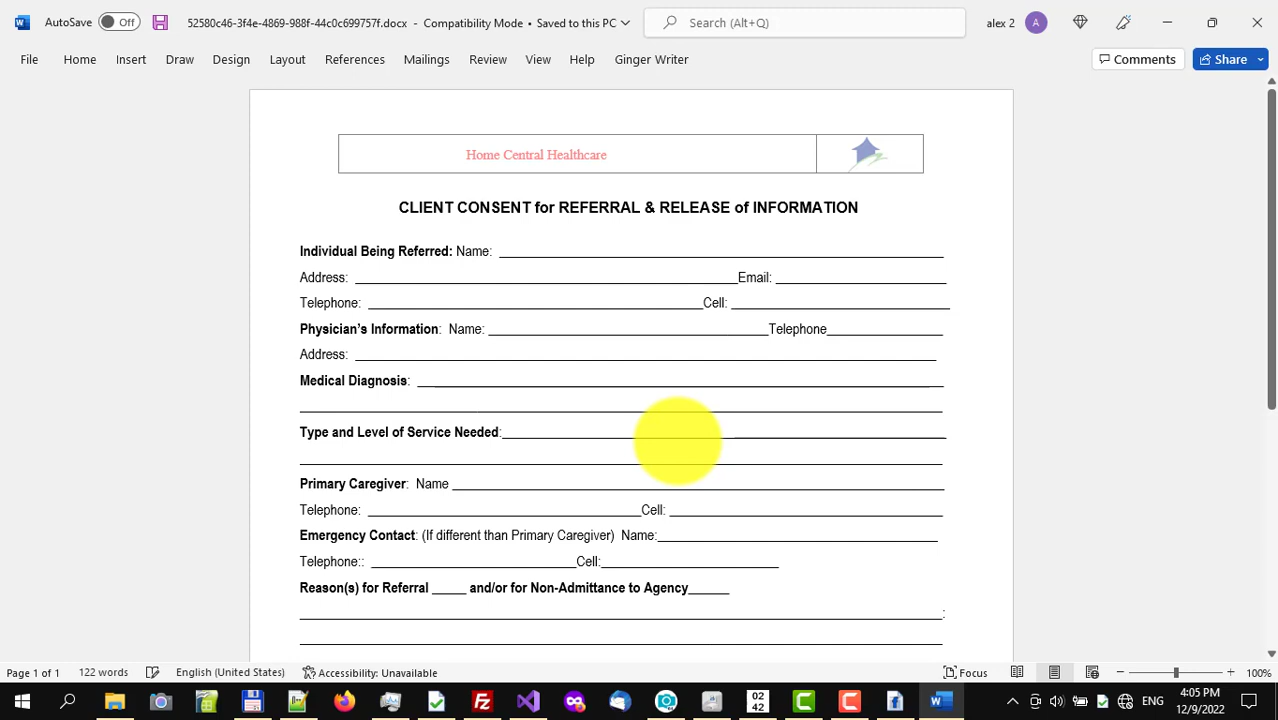 AutoSave Off 52580c46-3f4e-4869-988f-44c0c699757f.docx - Compatibility Mode • Saved to this PC Search (Alt+Q) alex 2 A
File Home Insert Draw Design Layout References Mailings Review View Help Ginger Writer Comments Share
Home Central Healthcare
CLIENT CONSENT for REFERRAL & RELEASE of INFORMATION
Individual Being Referred: Name:
Address: Email:
Telephone: Cell:
Physician's Information: Name: Telephone
Address:
Medical Diagnosis:
Type and Level of Service Needed:
Primary Caregiver: Name
Telephone: Cell:
Emergency Contact: (If different than Primary Caregiver) Name:
Telephone:: Cell:
Reason(s) for Referral _____ and/or for Non-Admittance to Agency______
:
Page 1 of 1 122 words English (United States) Accessibility: Unavailable Focus 100%
02 42 ENG 4:05 PM
12/9/2022